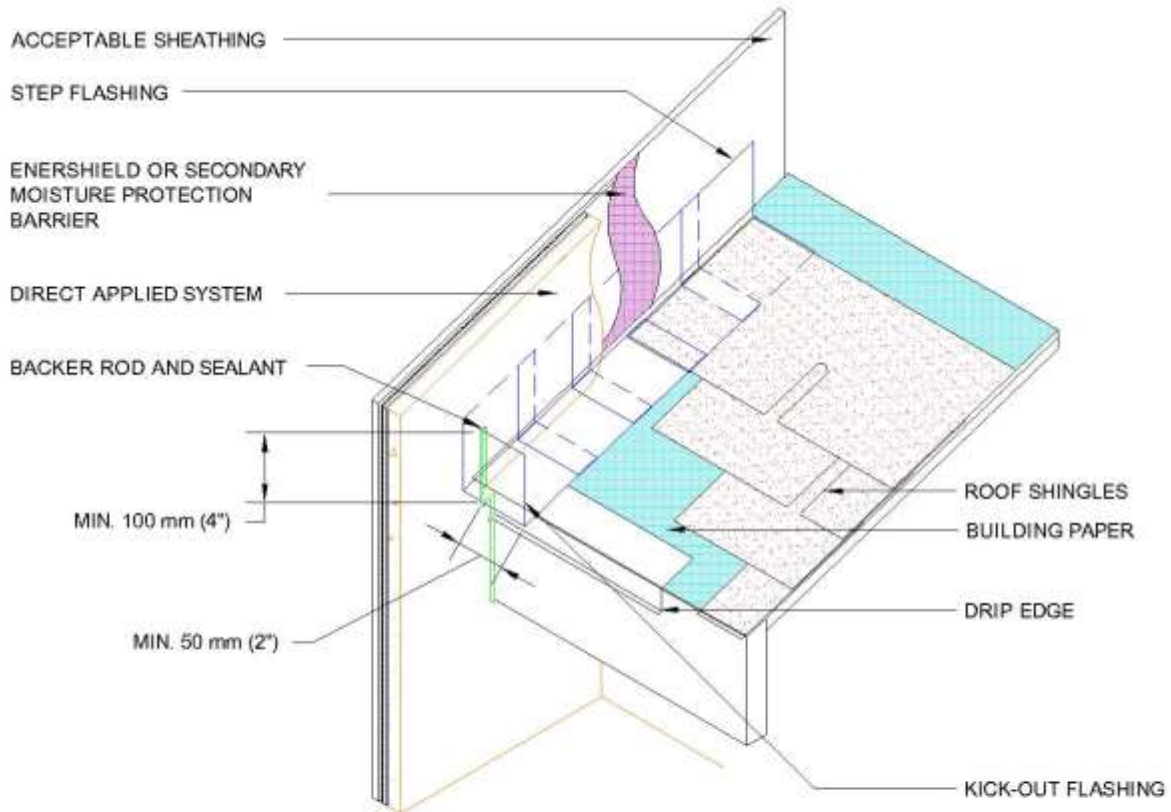 ACCEPTABLE SHEATHING
STEP FLASHING
ENERSHIELD OR SECONDARY
MOISTURE PROTECTION
BARRIER
DIRECT APPLIED SYSTEM
BACKER ROD AND SEALANT
MIN. 100 mm (4")
MIN. 50 mm (2")
ROOF SHINGLES
BUILDING PAPER
DRIP EDGE
KICK-OUT FLASHING